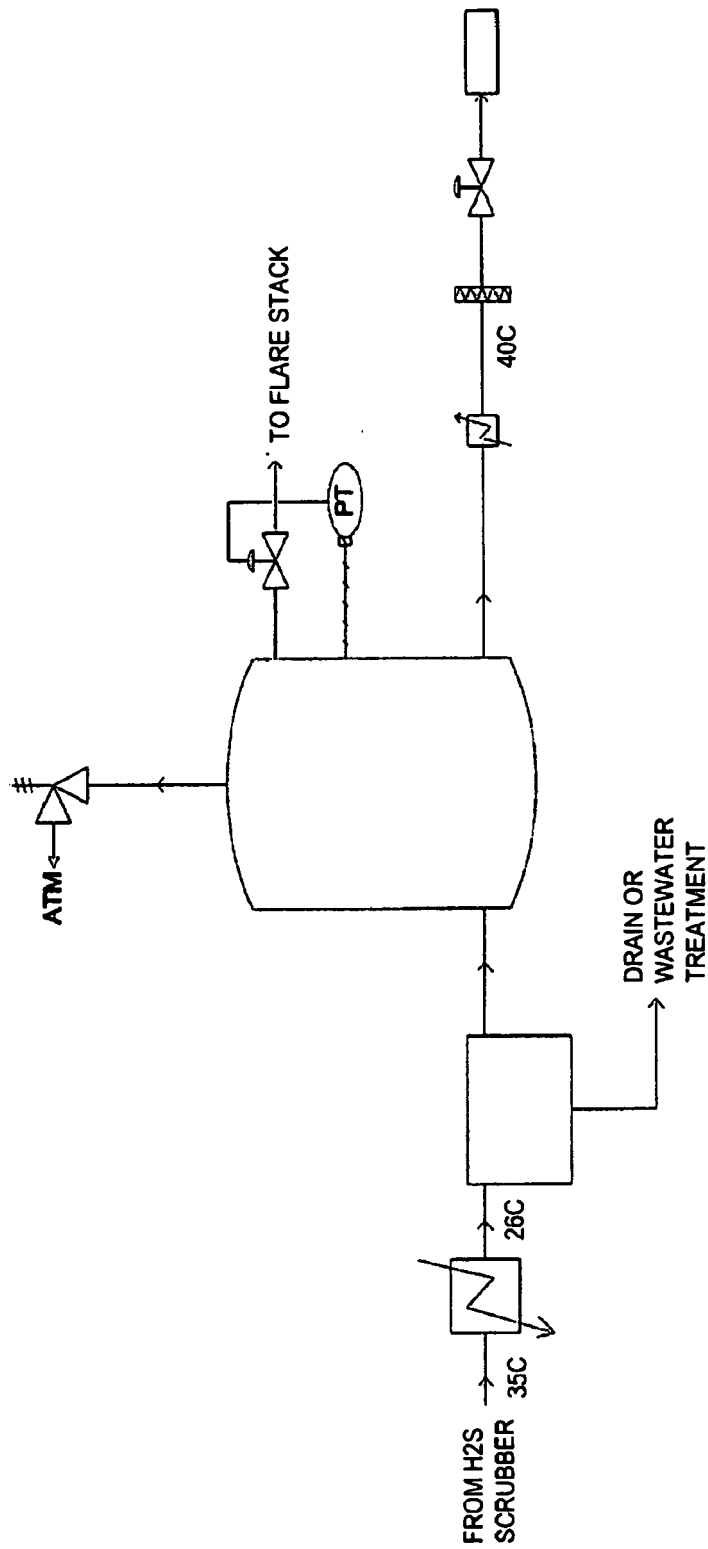 FROM H2S
SCRUBBER
35C
26C
DRAIN OR
WASTEWATER
TREATMENT
ATM
TO FLARE STACK
PT
40C